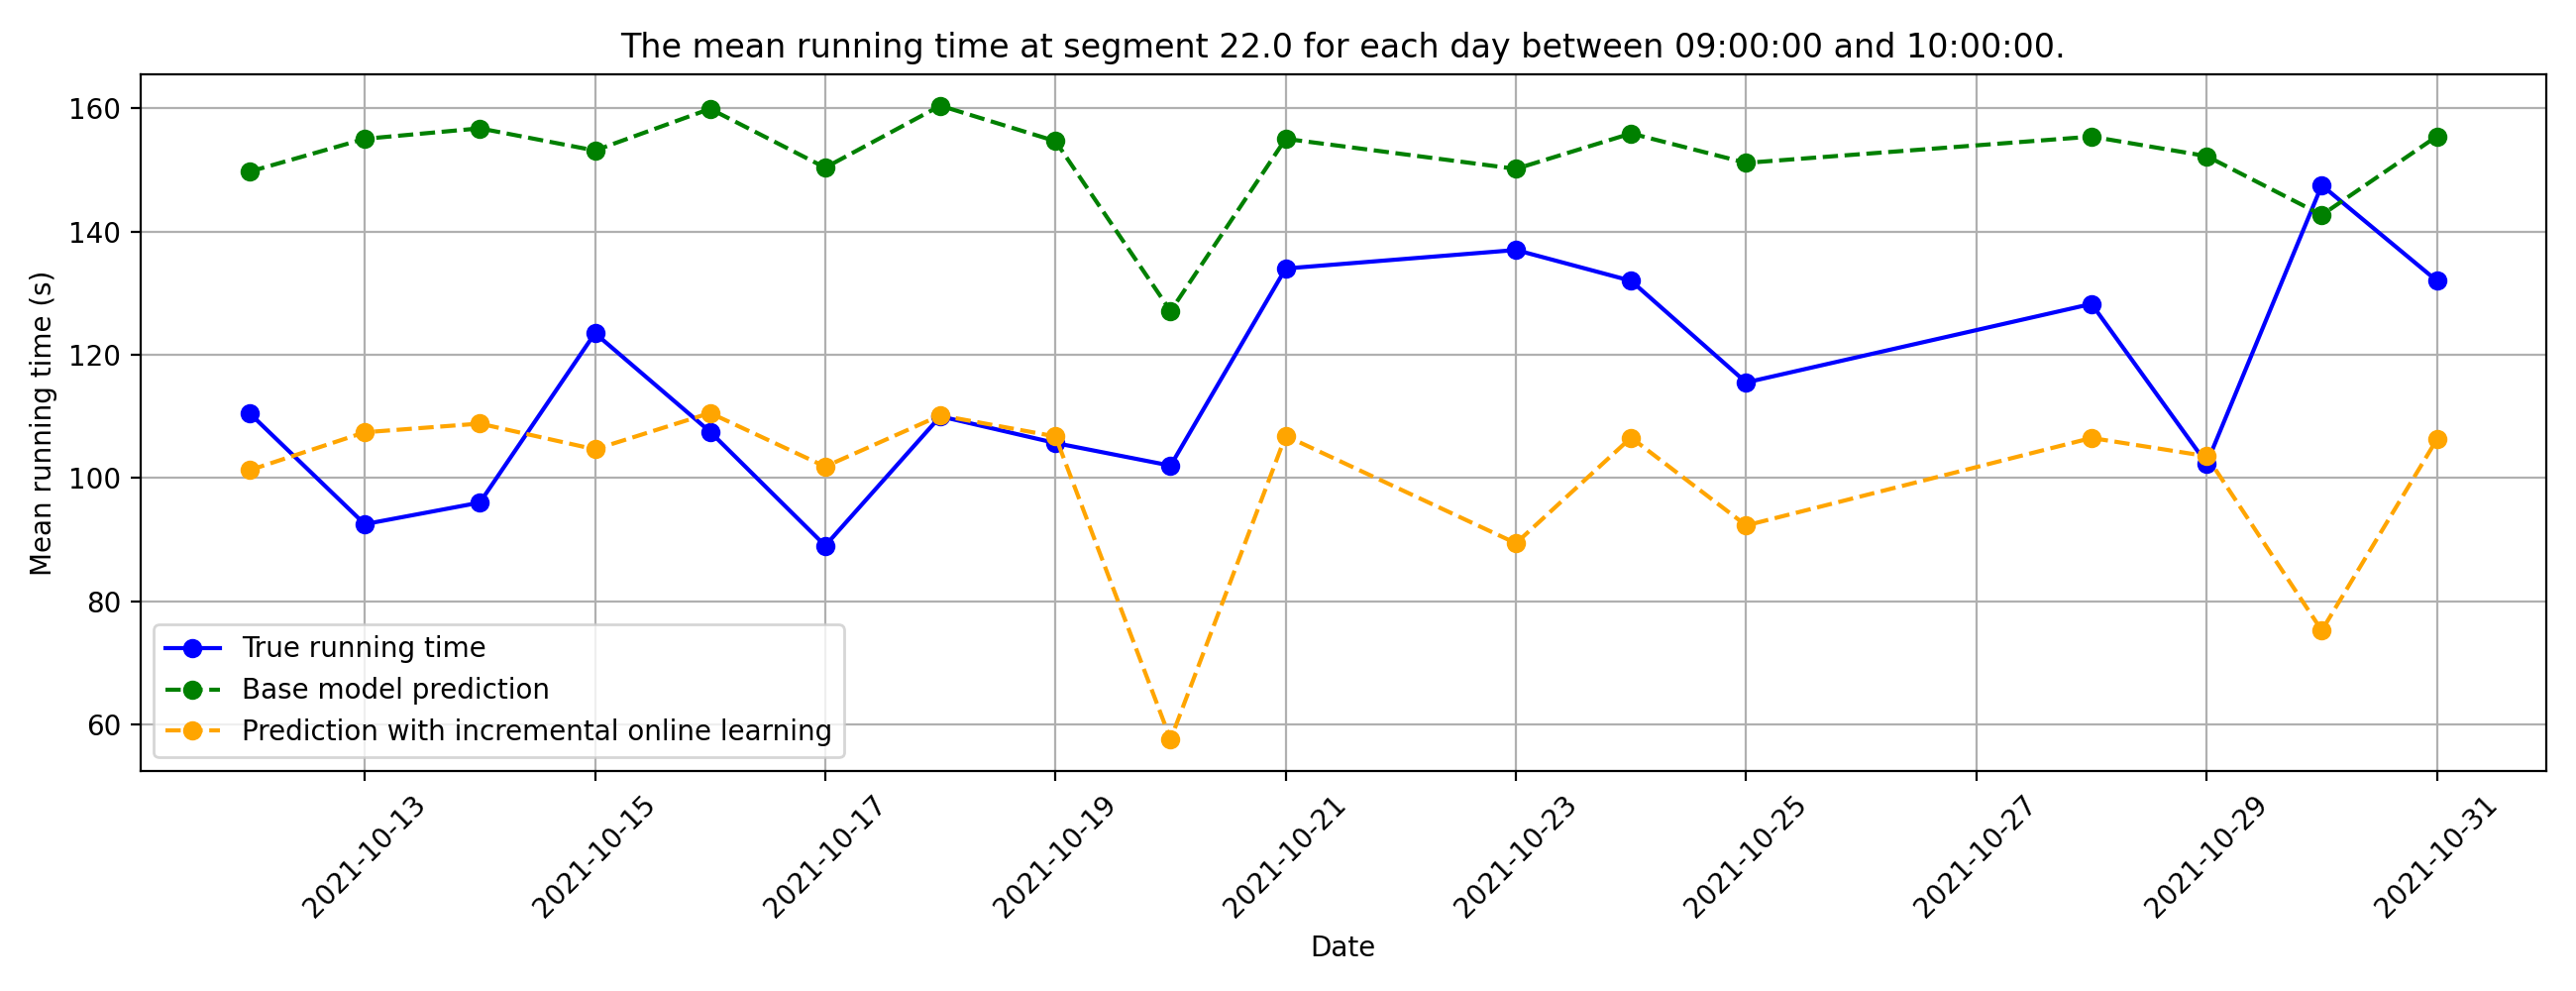 The mean running time at segment 22.0 for each day between 09:00:00 and 10:00:00.
Mean running time (s)
160
140
120
100
80
60
True running time
Base model prediction
Prediction with incremental online learning
2021-10-13
2021-10-15
2021-10-17
2021-10-19
2021-10-21
2021-10-23
2021-10-25
2021-10-27
2021-10-29
2021-10-31
Date